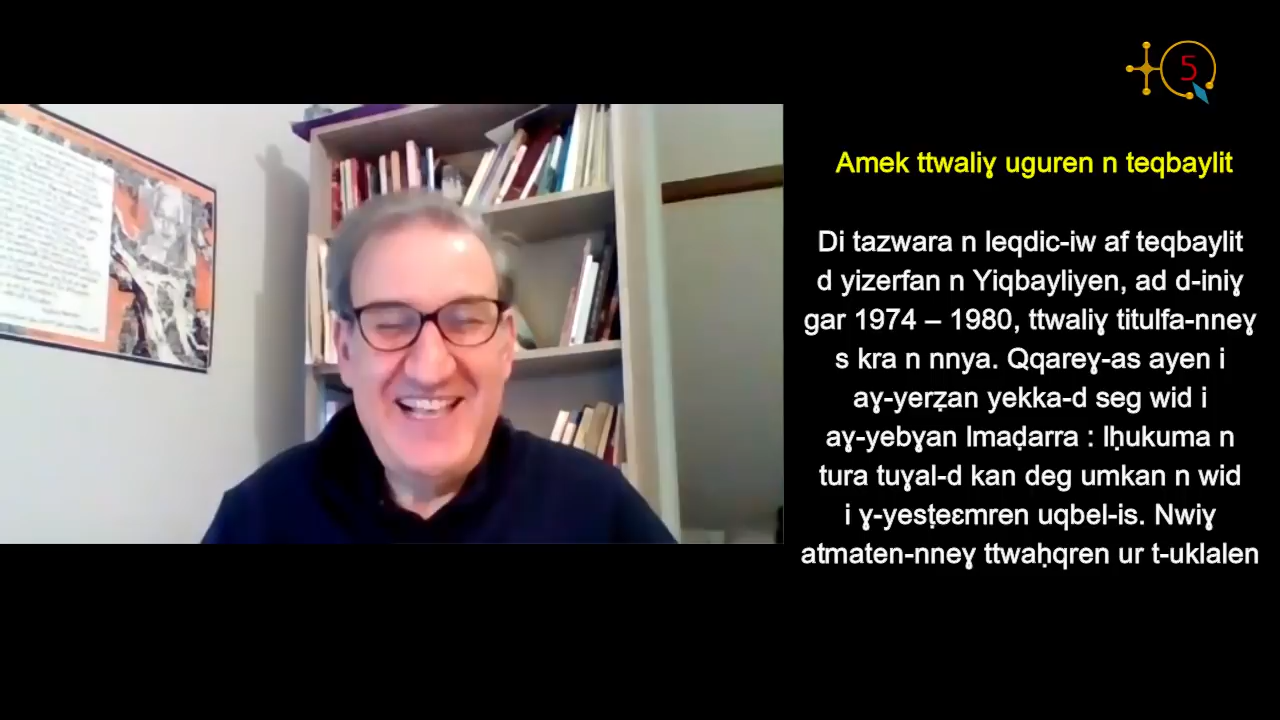 5
Amek ttwaliɣ uguren n teqbaylit
Di tazwara n leqdic-iw af teqbaylit
d yizerfan n Yiqbayliyen, ad d-iniɣ
gar 1974 – 1980, ttwaliɣ titulfa-nneɣ
s kra n nnya. Qqareɣ-as ayen i
aɣ-yerẓan yekka-d seg wid i
aɣ-yebɣan lmaḍarra : lḥukuma n
tura tuɣal-d kan deg umkan n wid
i ɣ-yesṭeɛmren uqbel-is. Nwiɣ
atmaten-nneɣ ttwaḥqren ur t-uklalen